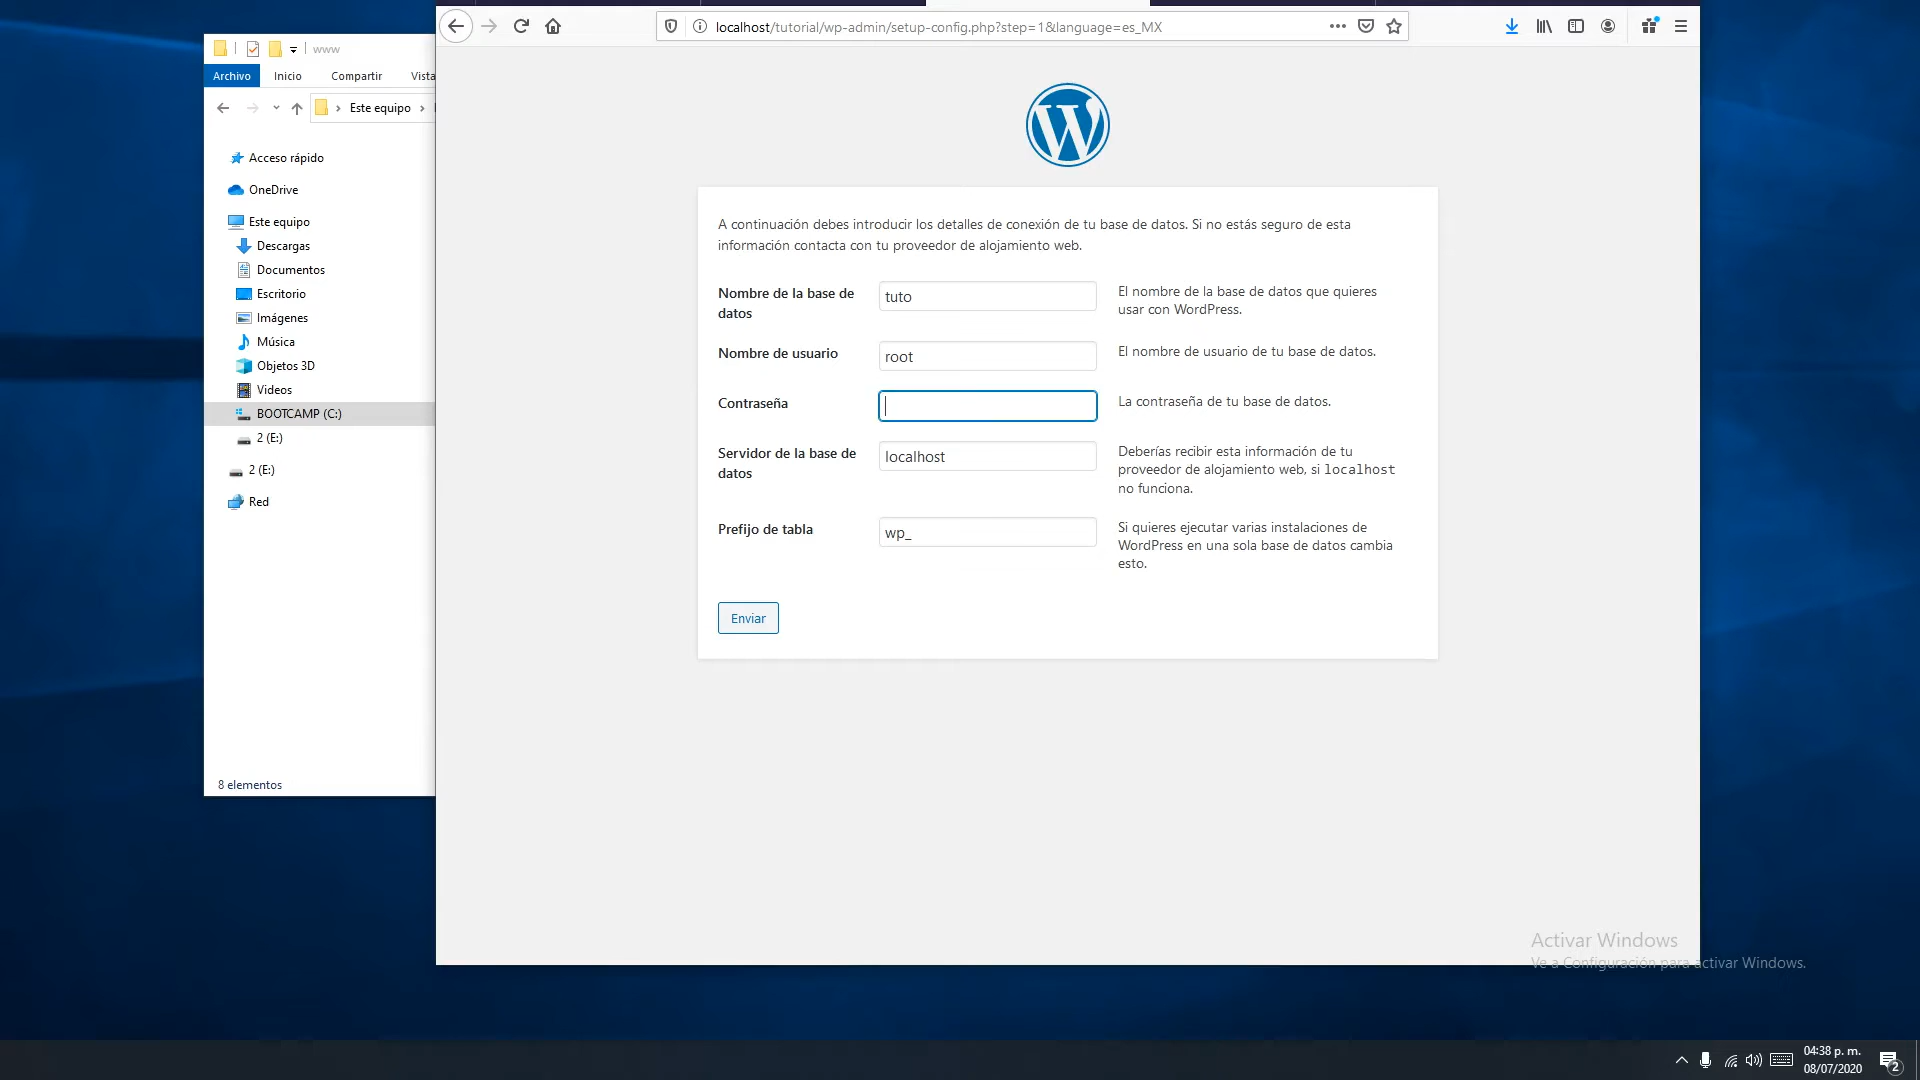 www
Archivo Inicio Compartir Vista
Este equipo
Acceso rápido
OneDrive
Este equipo
Descargas
Documentos
Escritorio
Imágenes
Música
Objetos 3D
Videos
BOOTCAMP (C:)
2 (E:)
2 (E:)
Red
8 elementos
localhost/tutorial/wp-admin/setup-config.php?step=1&language=es_MX
A continuación debes introducir los detalles de conexión de tu base de datos. Si no estás seguro de esta
información contacta con tu proveedor de alojamiento web.
Nombre de la base de
datos
tuto
El nombre de la base de datos que quieres
usar con WordPress.
Nombre de usuario
root
El nombre de usuario de tu base de datos.
Contraseña
La contraseña de tu base de datos.
Servidor de la base de
datos
localhost
Deberías recibir esta información de tu
proveedor de alojamiento web, si localhost
no funciona.
Prefijo de tabla
wp_
Si quieres ejecutar varias instalaciones de
WordPress en una sola base de datos cambia
esto.
Enviar
Activar Windows
Ve a Configuración para activar Windows.
04:38 p. m.
08/07/2020
2